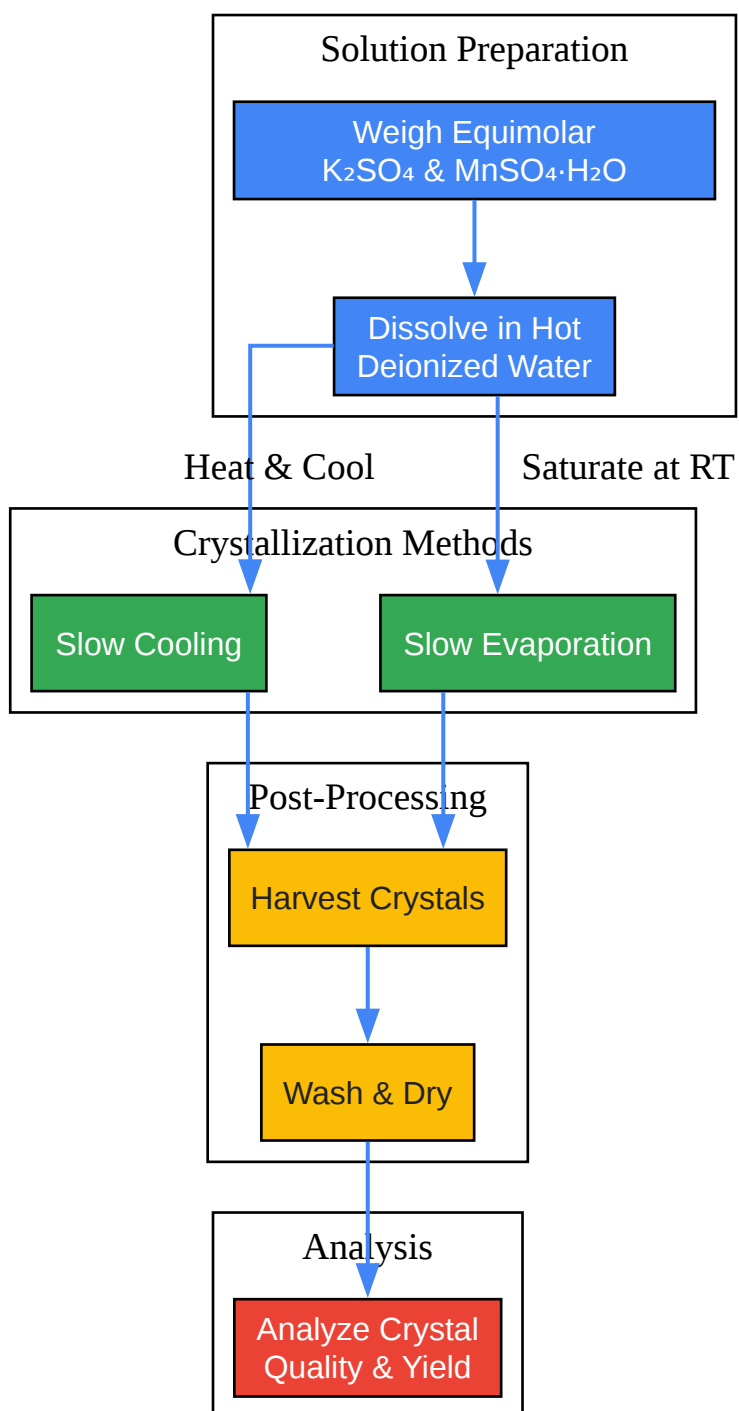 Solution Preparation
Weigh Equimolar
K₂SO₄ & MnSO₄·H₂O
Dissolve in Hot
Deionized Water
Heat & Cool
Saturate at RT
Crystallization Methods
Slow Cooling
Slow Evaporation
Post-Processing
Harvest Crystals
Wash & Dry
Analysis
Analyze Crystal
Quality & Yield